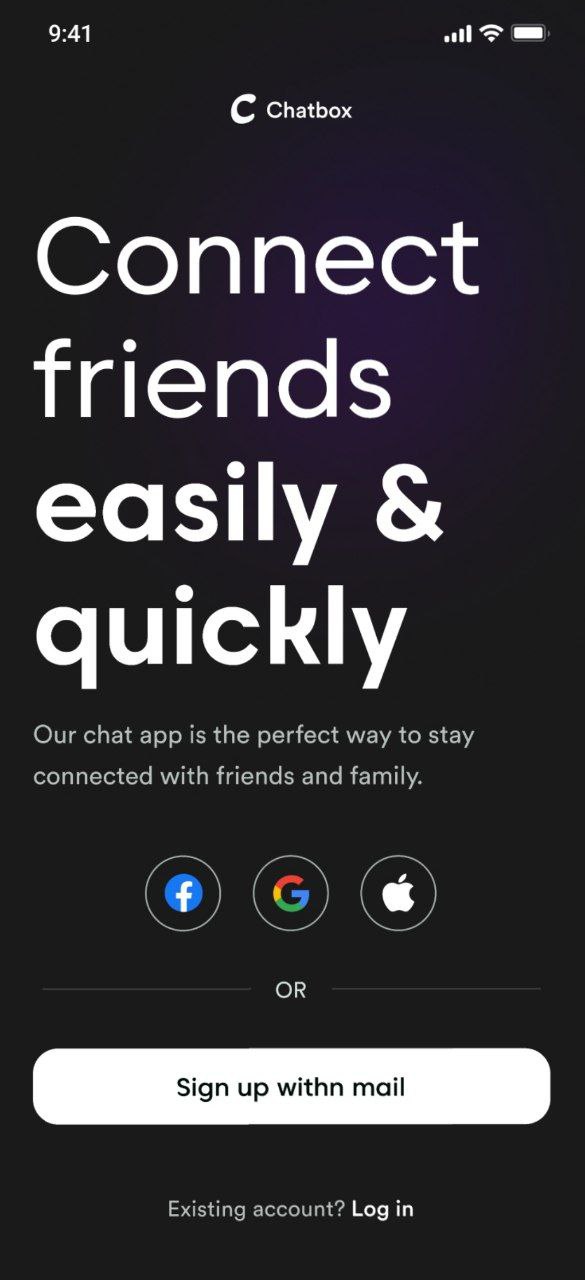 9:41
Chatbox
Connect
friends
easily &
quickly
Our chat app is the perfect way to stay
connected with friends and family.
OR
Sign up withn mail
Existing account? Log in